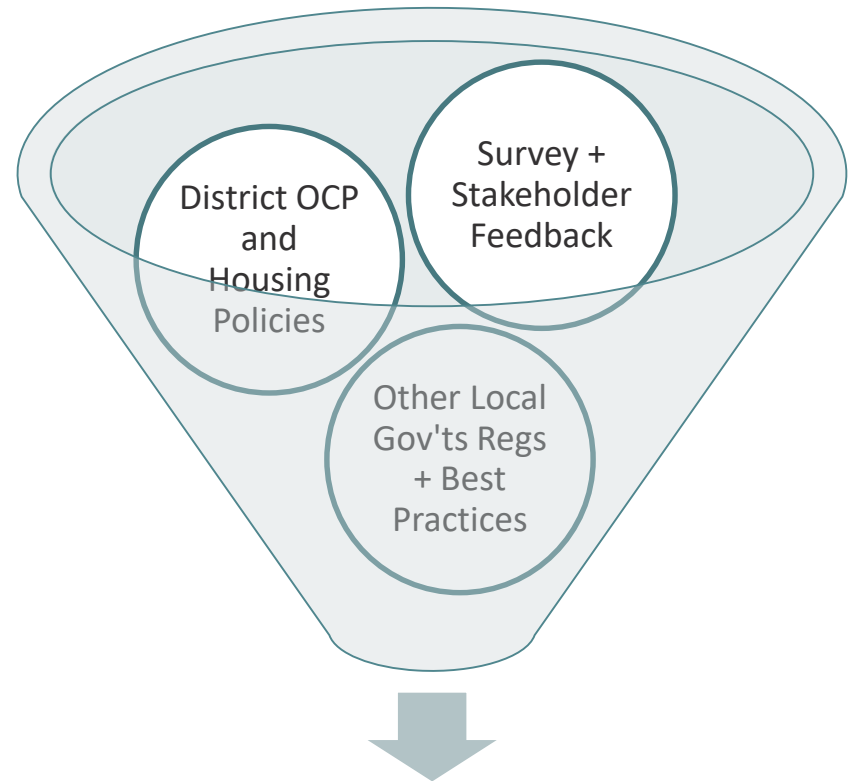 District OCP
and
Housing
Policies
Survey +
Stakeholder
Feedback
Other Local
Gov'ts Regs
+ Best
Practices